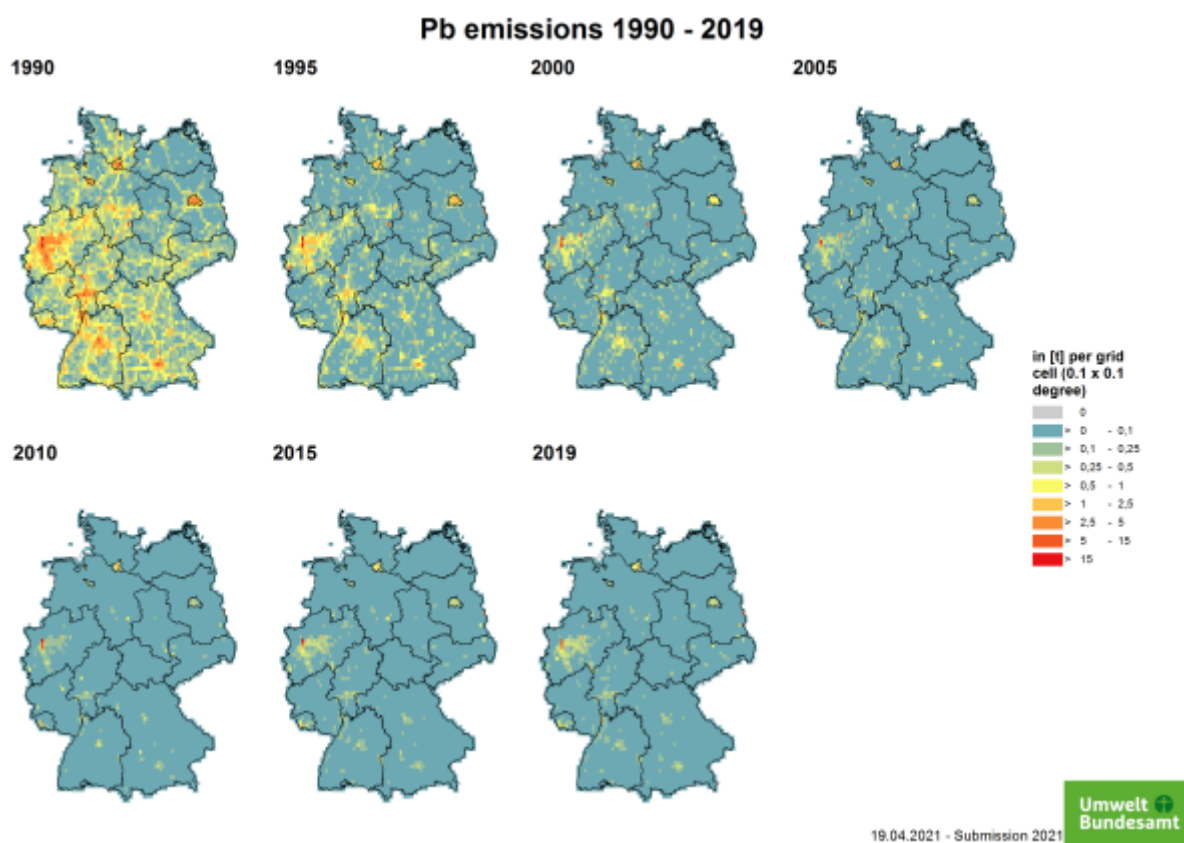 Pb emissions 1990 - 2019
1990
1995
2000
2005
in [t] per grid
cell (0.1 x 0.1
degree)
0
> 0 - 0,1
> 0,1 - 0,25
> 0,25 - 0,5
> 0,5 - 1
> 1 - 2,5
> 2,5 - 5
> 5 - 15
> 15
2010
2015
2019
Umwelt
Bundesamt
19.04.2021 - Submission 2021